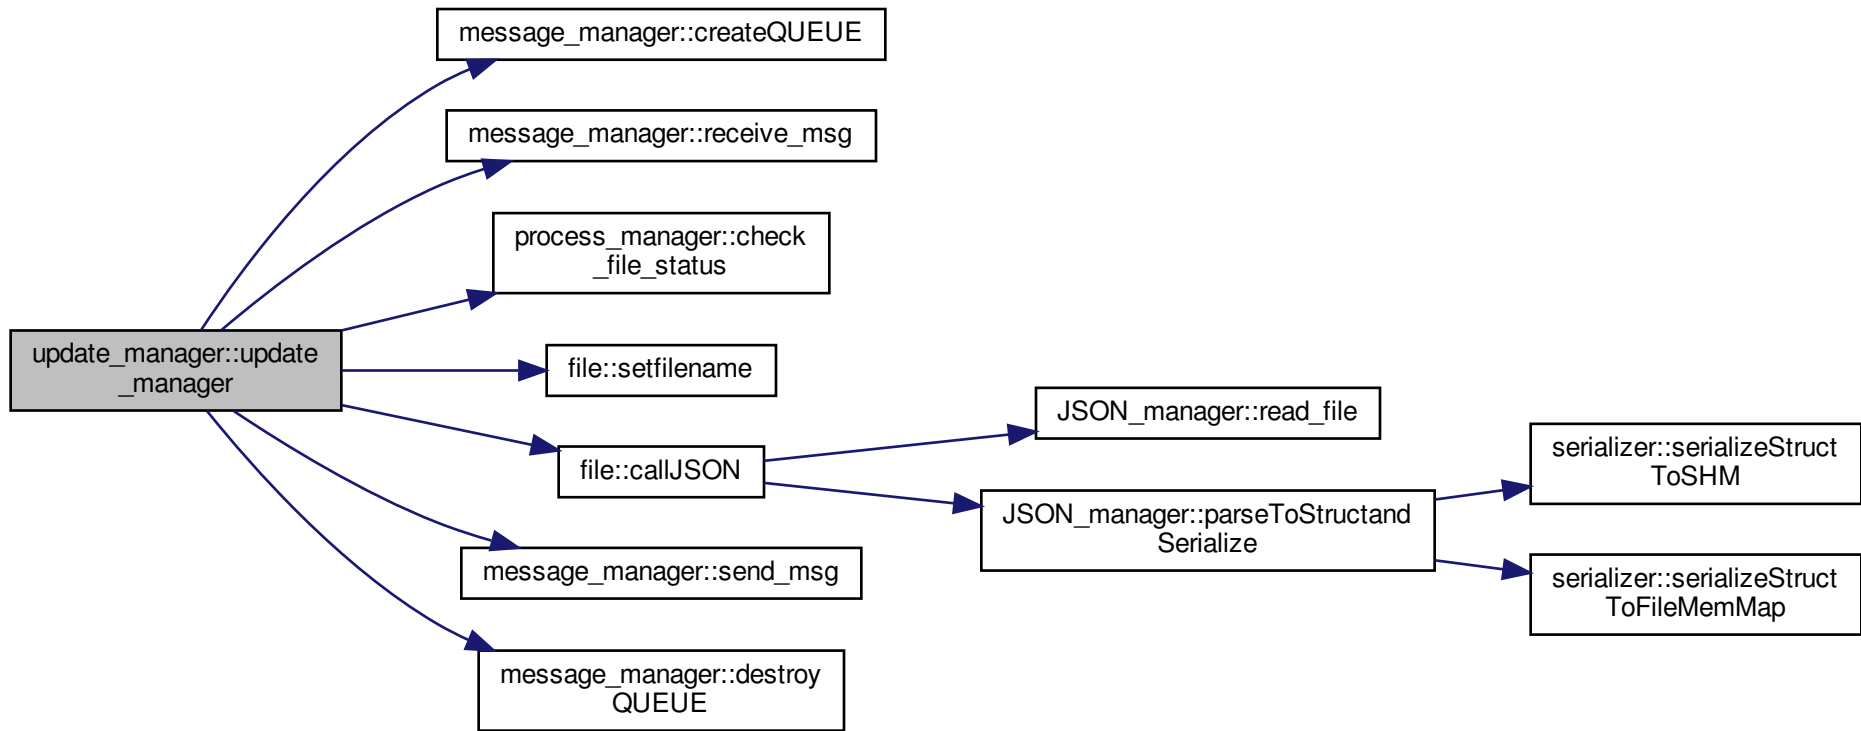 message_manager::createQUEUE
message_manager::receive_msg
process_manager::check
_file_status
update_manager::update
_manager
file::setfilename
file::callJSON
message_manager::send_msg
message_manager::destroy
QUEUE
JSON_manager::read_file
JSON_manager::parseToStructand
Serialize
serializer::serializeStruct
ToSHM
serializer::serializeStruct
ToFileMemMap